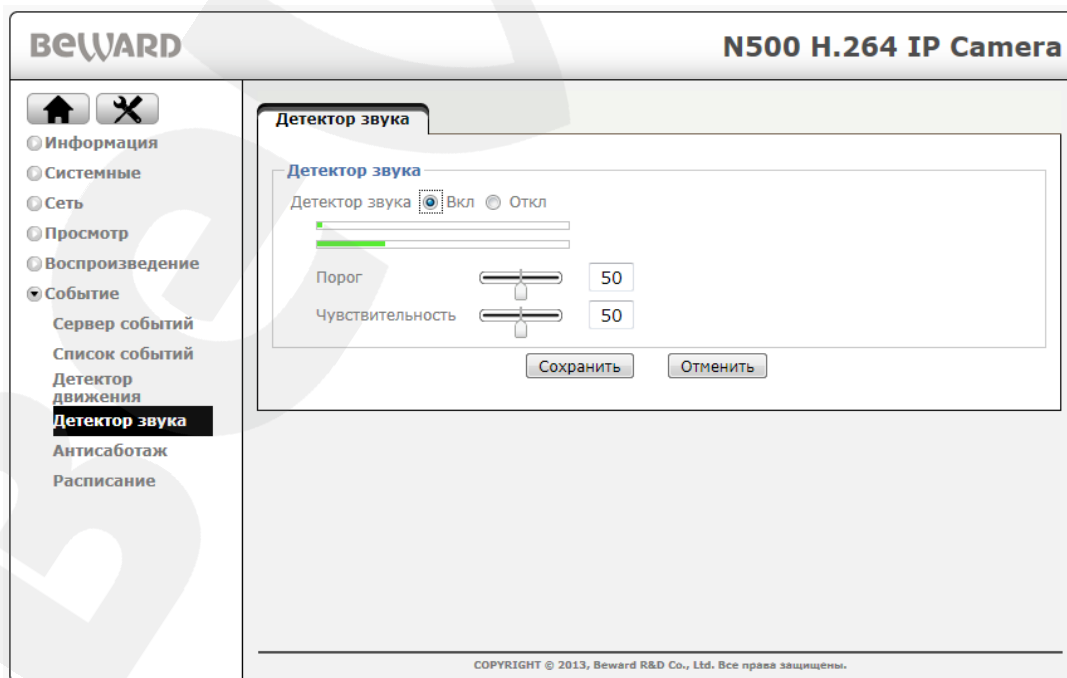 BEWARD
N500 H.264 IP Camera
Информация
Системные
Сеть
Просмотр
Воспроизведение
Событие
Сервер событий
Список событий
Детектор
движения
Детектор звука
Антисаботаж
Расписание
Детектор звука
Детектор звука
Детектор звука Вкл Откл
Порог 50
Чувствительность 50
Сохранить Отменить
COPYRIGHT © 2013, Beward R&D Co., Ltd. Все права защищены.